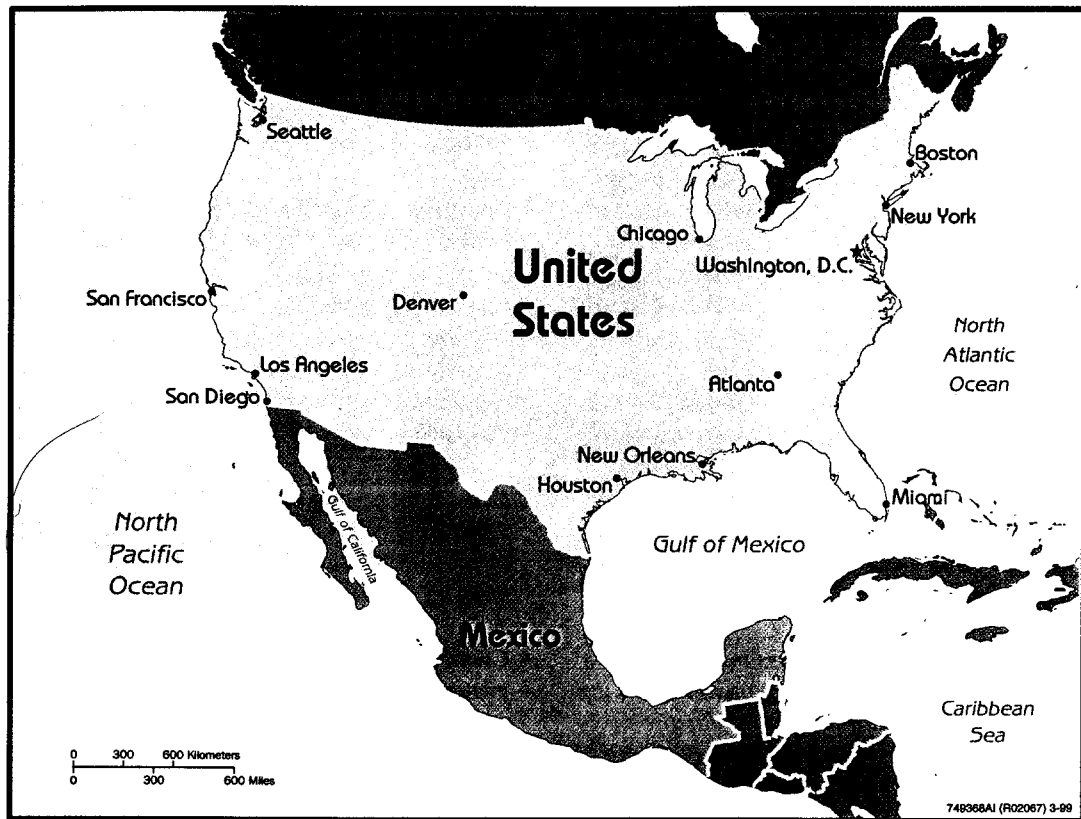 Seattle
Boston
New York
Chicago
Washington, D.C.
United
States
San Francisco
Denver
North
Atlantic
Ocean
Los Angeles
Atlanta
San Diego
New Orleans
Houston
Miami
Gulf of California
North
Pacific
Ocean
Gulf of Mexico
Mexico
Caribbean
Sea
0 300 600 Kilometers
0 300 600 Miles
749368AI (R02067) 3-99